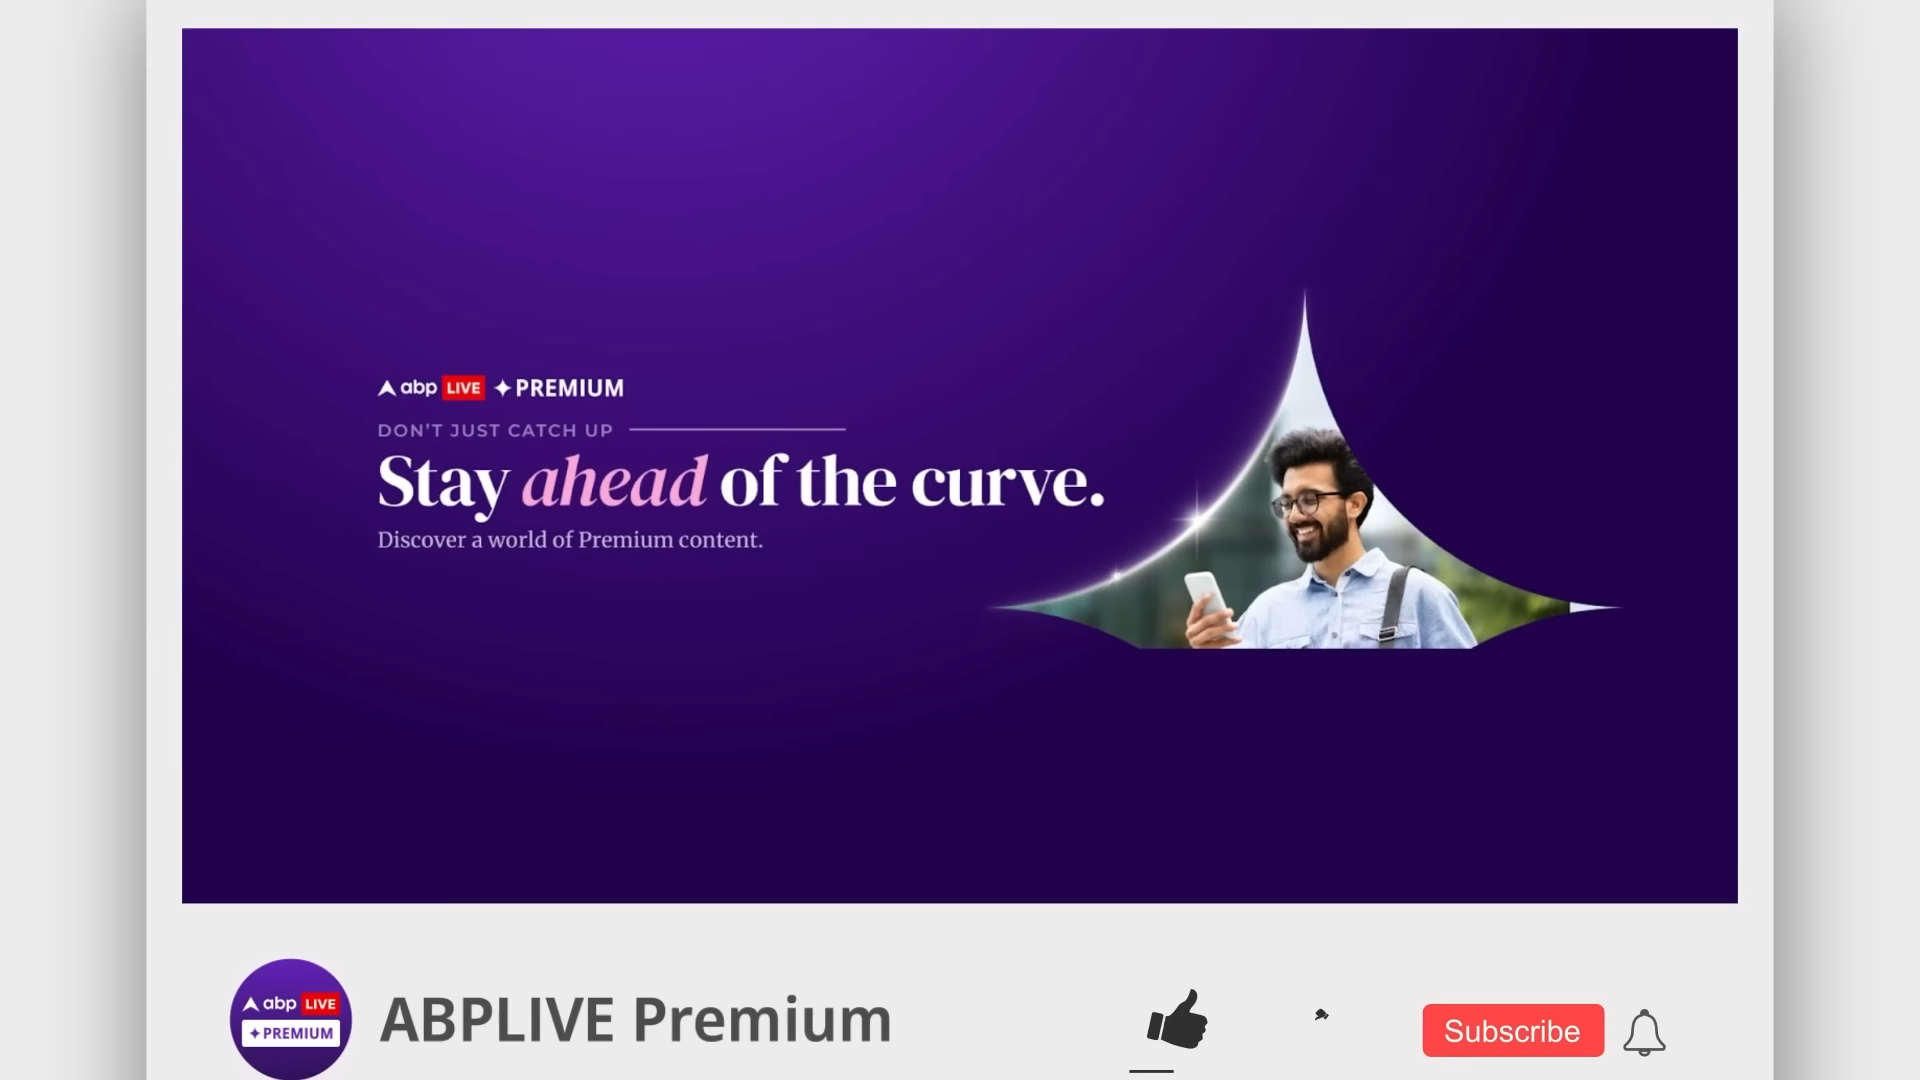 abp LIVE PREMIUM
DON'T JUST CATCH UP
Stay ahead of the curve.
Discover a world of Premium content.
abp LIVE
PREMIUM
ABPLIVE Premium
Subscribe